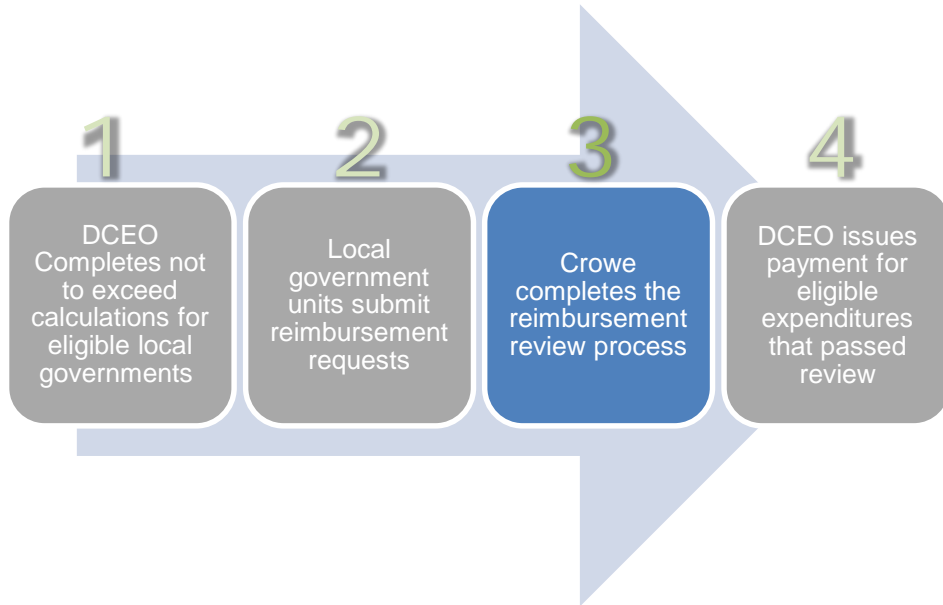 1
DCEO
Completes not
to exceed
calculations for
eligible local
governments
2
Local
government
units submit
reimbursement
requests
3
Crowe
completes the
reimbursement
review process
4
DCEO issues
payment for
eligible
expenditures
that passed
review